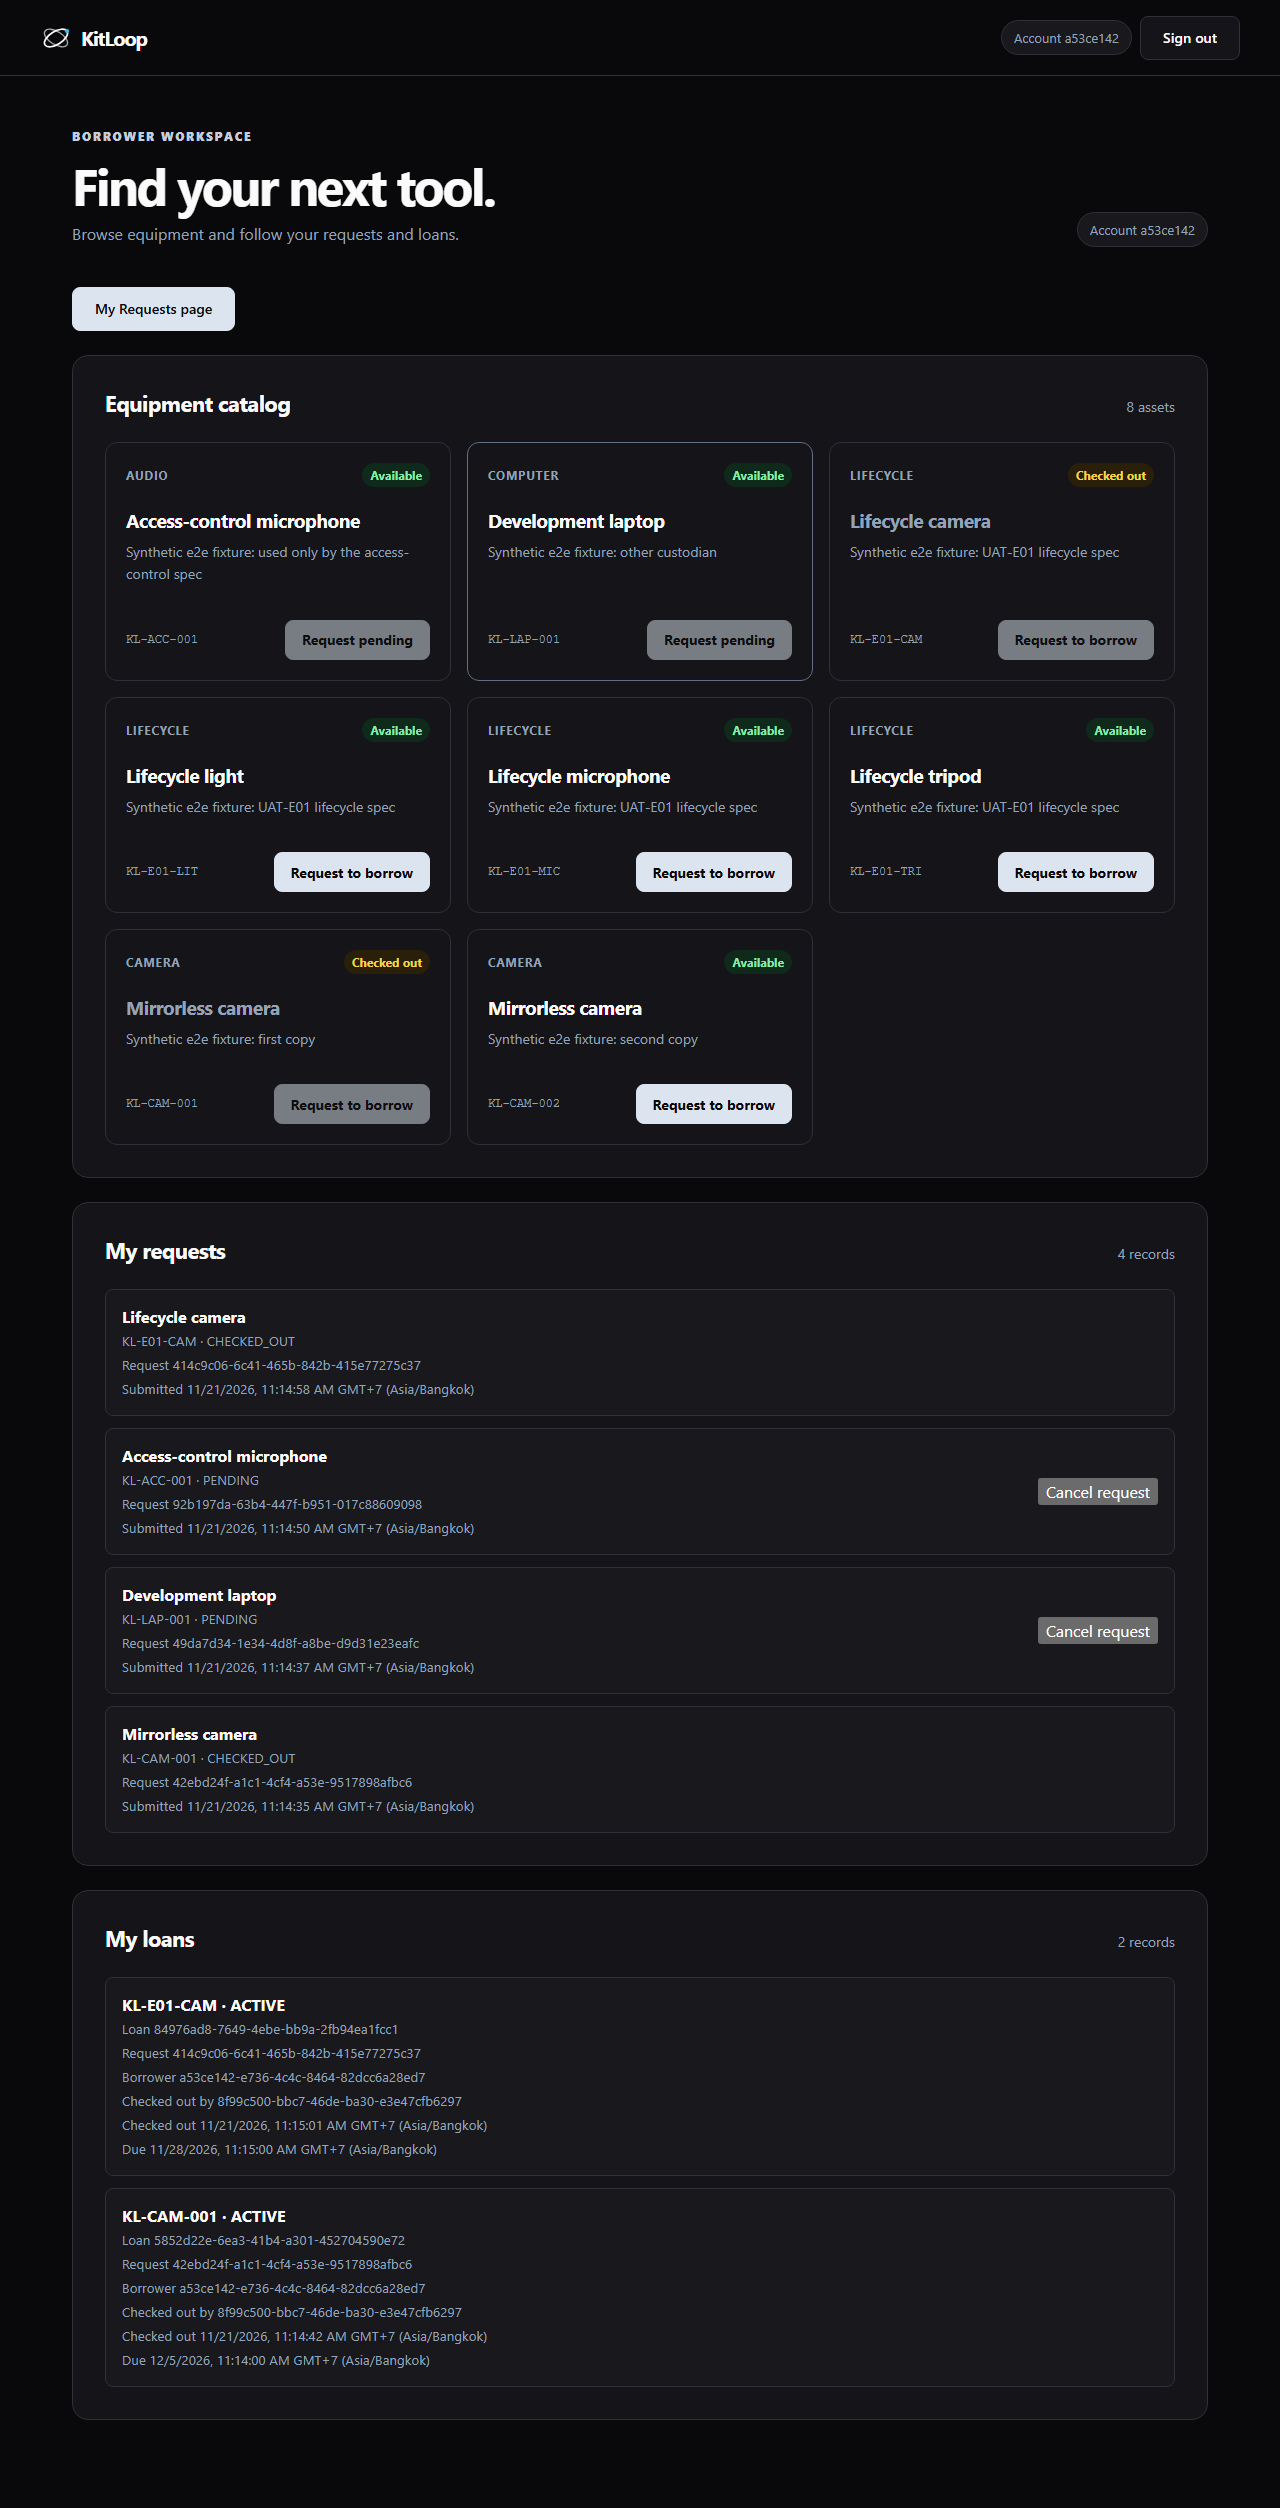 KitLoop
Account a53ce142
Sign out
BORROWER WORKSPACE
Find your next tool.
Browse equipment and follow your requests and loans.
Account a53ce142
My Requests page
Equipment catalog
8 assets
AUDIO
Available
Access-control microphone
Synthetic e2e fixture: used only by the access-
control spec
KL-ACC-001
Request pending
COMPUTER
Available
Development laptop
Synthetic e2e fixture: other custodian
KL-LAP-001
Request pending
LIFECYCLE
Checked out
Lifecycle camera
Synthetic e2e fixture: UAT-E01 lifecycle spec
KL-E01-CAM
Request to borrow
LIFECYCLE
Available
Lifecycle light
Synthetic e2e fixture: UAT-E01 lifecycle spec
KL-E01-LIT
Request to borrow
LIFECYCLE
Available
Lifecycle microphone
Synthetic e2e fixture: UAT-E01 lifecycle spec
KL-E01-MIC
Request to borrow
LIFECYCLE
Available
Lifecycle tripod
Synthetic e2e fixture: UAT-E01 lifecycle spec
KL-E01-TRI
Request to borrow
CAMERA
Checked out
Mirrorless camera
Synthetic e2e fixture: first copy
KL-CAM-001
Request to borrow
CAMERA
Available
Mirrorless camera
Synthetic e2e fixture: second copy
KL-CAM-002
Request to borrow
My requests
4 records
Lifecycle camera
KL-E01-CAM · CHECKED_OUT
Request 414c9c06-6c41-465b-842b-415e77275c37
Submitted 11/21/2026, 11:14:58 AM GMT+7 (Asia/Bangkok)
Access-control microphone
KL-ACC-001 · PENDING
Request 92b197da-63b4-447f-b951-017c88609098
Submitted 11/21/2026, 11:14:50 AM GMT+7 (Asia/Bangkok)
Cancel request
Development laptop
KL-LAP-001 · PENDING
Request 49da7d34-1e34-4d8f-a8be-d9d31e23eafc
Submitted 11/21/2026, 11:14:37 AM GMT+7 (Asia/Bangkok)
Cancel request
Mirrorless camera
KL-CAM-001 · CHECKED_OUT
Request 42ebd24f-a1c1-4cf4-a53e-9517898afbc6
Submitted 11/21/2026, 11:14:35 AM GMT+7 (Asia/Bangkok)
My loans
2 records
KL-E01-CAM · ACTIVE
Loan 84976ad8-7649-4ebe-bb9a-2fb94ea1fcc1
Request 414c9c06-6c41-465b-842b-415e77275c37
Borrower a53ce142-e736-4c4c-8464-82dcc6a28ed7
Checked out by 8f99c500-bbc7-46de-ba30-e3e47cfb6297
Checked out 11/21/2026, 11:15:01 AM GMT+7 (Asia/Bangkok)
Due 11/28/2026, 11:15:00 AM GMT+7 (Asia/Bangkok)
KL-CAM-001 · ACTIVE
Loan 5852d22e-6ea3-41b4-a301-452704590e72
Request 42ebd24f-a1c1-4cf4-a53e-9517898afbc6
Borrower a53ce142-e736-4c4c-8464-82dcc6a28ed7
Checked out by 8f99c500-bbc7-46de-ba30-e3e47cfb6297
Checked out 11/21/2026, 11:14:42 AM GMT+7 (Asia/Bangkok)
Due 12/5/2026, 11:14:00 AM GMT+7 (Asia/Bangkok)